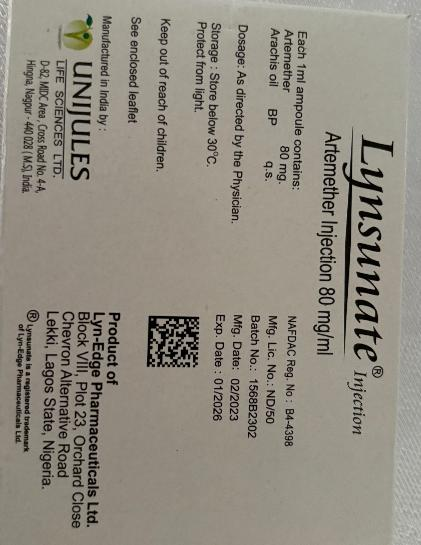 Lynsunate® Injection
Artemether Injection 80 mg/ml
Each 1ml ampoule contains:
Artemether 80 mg.
Arachis oil BP q.s.
Dosage: As directed by the Physician.
Storage : Store below 30°C.
Protect from light.
Keep out of reach of children.
See enclosed leaflet
Manufactured in India by :
UNIJULES
LIFE SCIENCES LTD.
D-82, MIDC Area , Cross Road No. 4-A,
Hingna, Nagpur - 440 028 ( M.S), India.
NAFDAC Reg. No : B4-4398
Mfg. Lic. No.: ND/50
Batch No.: 1568B2302
Mfg. Date: 02/2023
Exp. Date : 01/2026
Product of
Lyn-Edge Pharmaceuticals Ltd.
Block VIII, Plot 23, Orchard Close
Chevron Alternative Road
Lekki, Lagos State, Nigeria.
® Lynsunate is a registered trademark
of Lyn-Edge Pharmaceuticals Ltd.